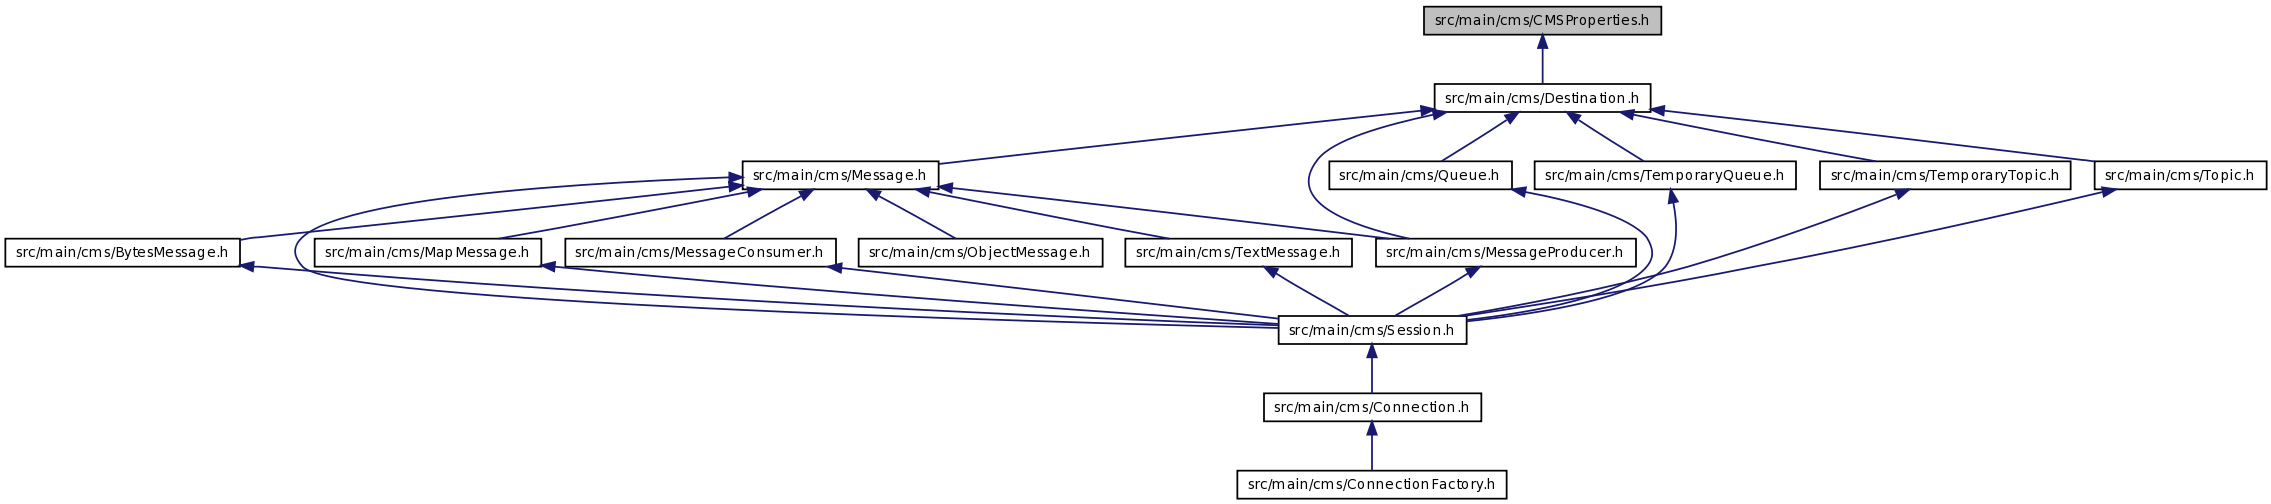 src/main/cms/CMSProperties.h
src/main/cms/Destination.h
src/main/cms/Message.h
src/main/cms/Queue.h
src/main/cms/TemporaryQueue.h
src/main/cms/TemporaryTopic.h
src/main/cms/Topic.h
src/main/cms/BytesMessage.h
src/main/cms/MapMessage.h
src/main/cms/MessageConsumer.h
src/main/cms/ObjectMessage.h
src/main/cms/TextMessage.h
src/main/cms/MessageProducer.h
src/main/cms/Session.h
src/main/cms/Connection.h
src/main/cms/ConnectionFactory.h